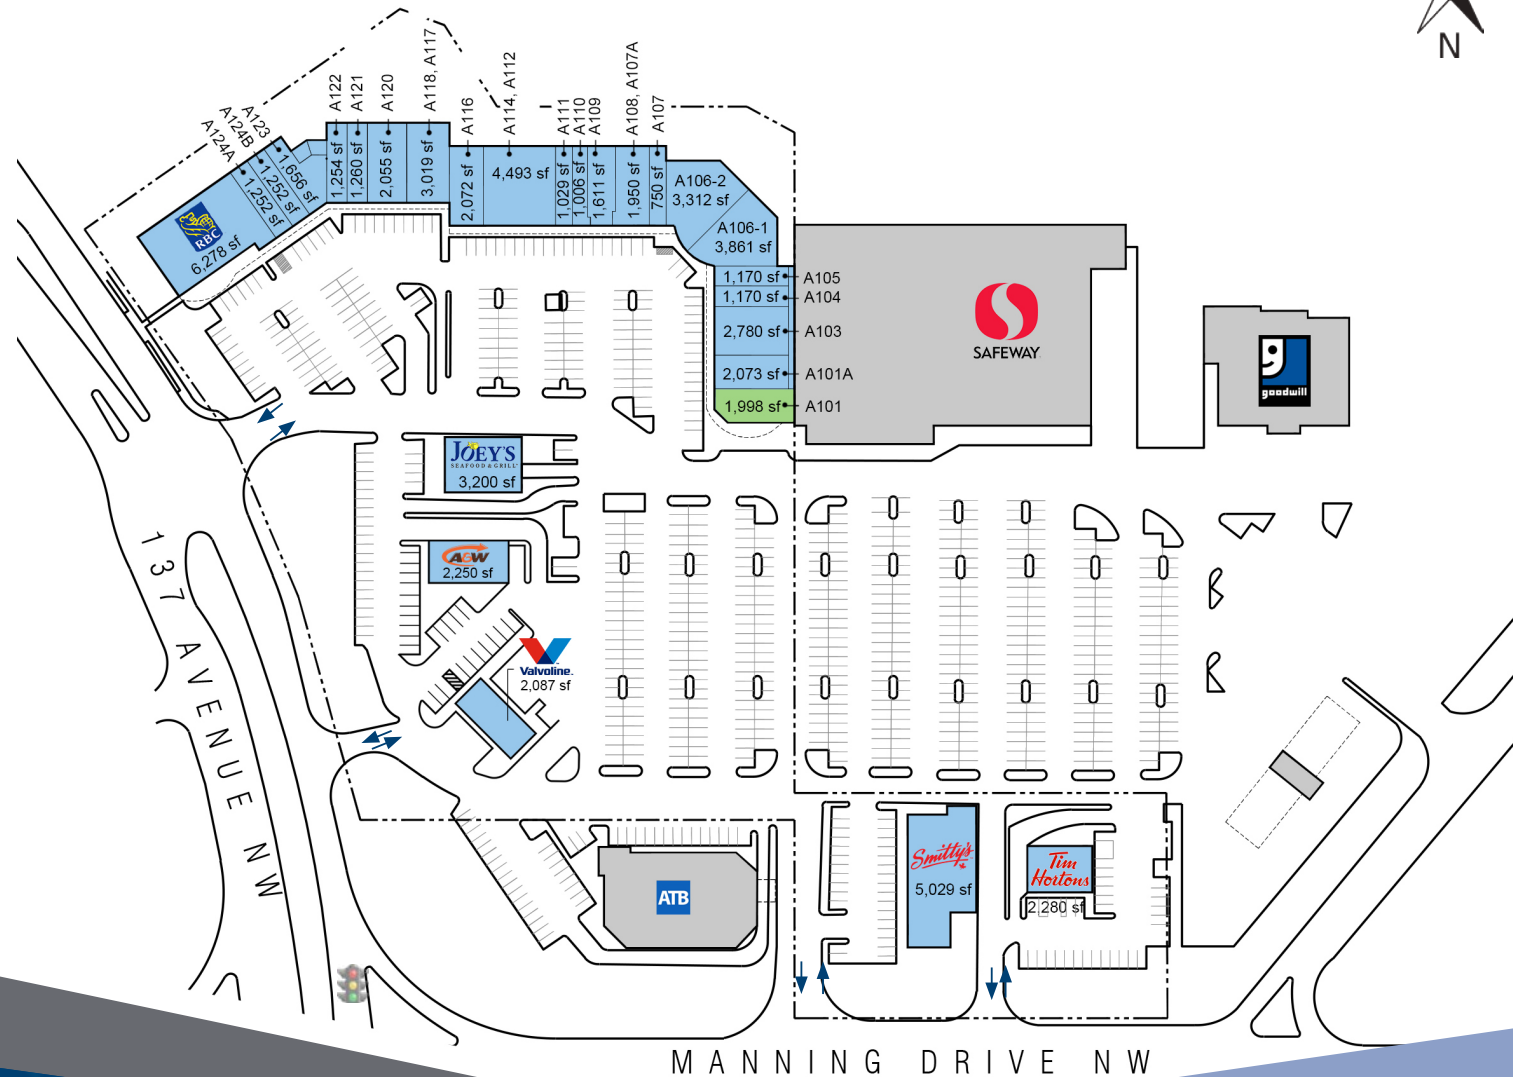 N
A124A
A124B
A123
A122
A121
A120
A118, A117
A116
A114, A112
A111
A110
A109
A108, A107A
A107
RBC
6,278 sf
1,252 sf
1,252 sf
1,656 sf
1,254 sf
1,260 sf
2,055 sf
3,019 sf
2,072 sf
4,493 sf
1,029 sf
1,006 sf
1,611 sf
1,950 sf
750 sf
A106-2
3,312 sf
A106-1
3,861 sf
1,170 sf A105
1,170 sf A104
2,780 sf A103
2,073 sf A101A
1,998 sf A101
SAFEWAY
goodwill
JOEY'S
SEAFOOD & GRILL
3,200 sf
A&W
2,250 sf
Valvoline
2,087 sf
137 AVENUE NW
ATB
Smitty's
5,029 sf
Tim
Hortons
2,280 sf
MANNING DRIVE NW